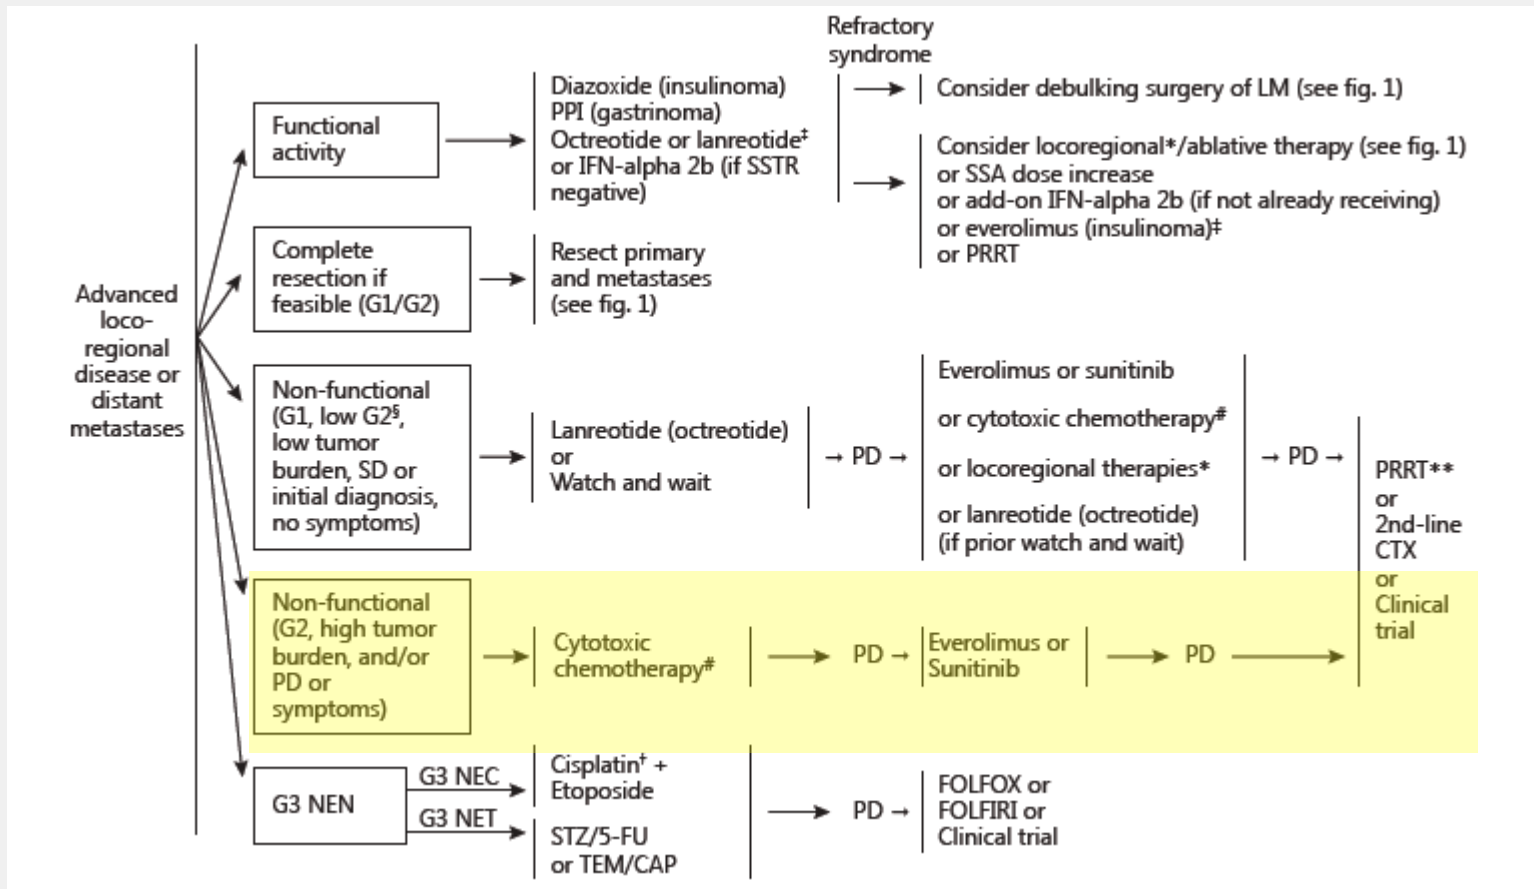 Refractory
syndrome
Advanced
loco-
regional
disease or
distant
metastases
Functional
activity
Diazoxide (insulinoma)
PPI (gastrinoma)
Octreotide or lanreotide‡
or IFN-alpha 2b (if SSTR
negative)
Consider debulking surgery of LM (see fig. 1)
Consider locoregional*/ablative therapy (see fig. 1)
or SSA dose increase
or add-on IFN-alpha 2b (if not already receiving)
or everolimus (insulinoma)‡
or PRRT
Complete
resection if
feasible (G1/G2)
Resect primary
and metastases
(see fig. 1)
Non-functional
(G1, low G2§,
low tumor
burden, SD or
initial diagnosis,
no symptoms)
Lanreotide (octreotide)
or
Watch and wait
→ PD →
Everolimus or sunitinib
or cytotoxic chemotherapy#
or locoregional therapies*
or lanreotide (octreotide)
(if prior watch and wait)
→ PD →
PRRT**
or
2nd-line
CTX
or
Clinical
trial
Non-functional
(G2, high tumor
burden, and/or
PD or
symptoms)
Cytotoxic
chemotherapy#
PD →
Everolimus or
Sunitinib
PD
G3 NEN
G3 NEC
Cisplatin† +
Etoposide
G3 NET
STZ/5-FU
or TEM/CAP
PD →
FOLFOX or
FOLFIRI or
Clinical trial